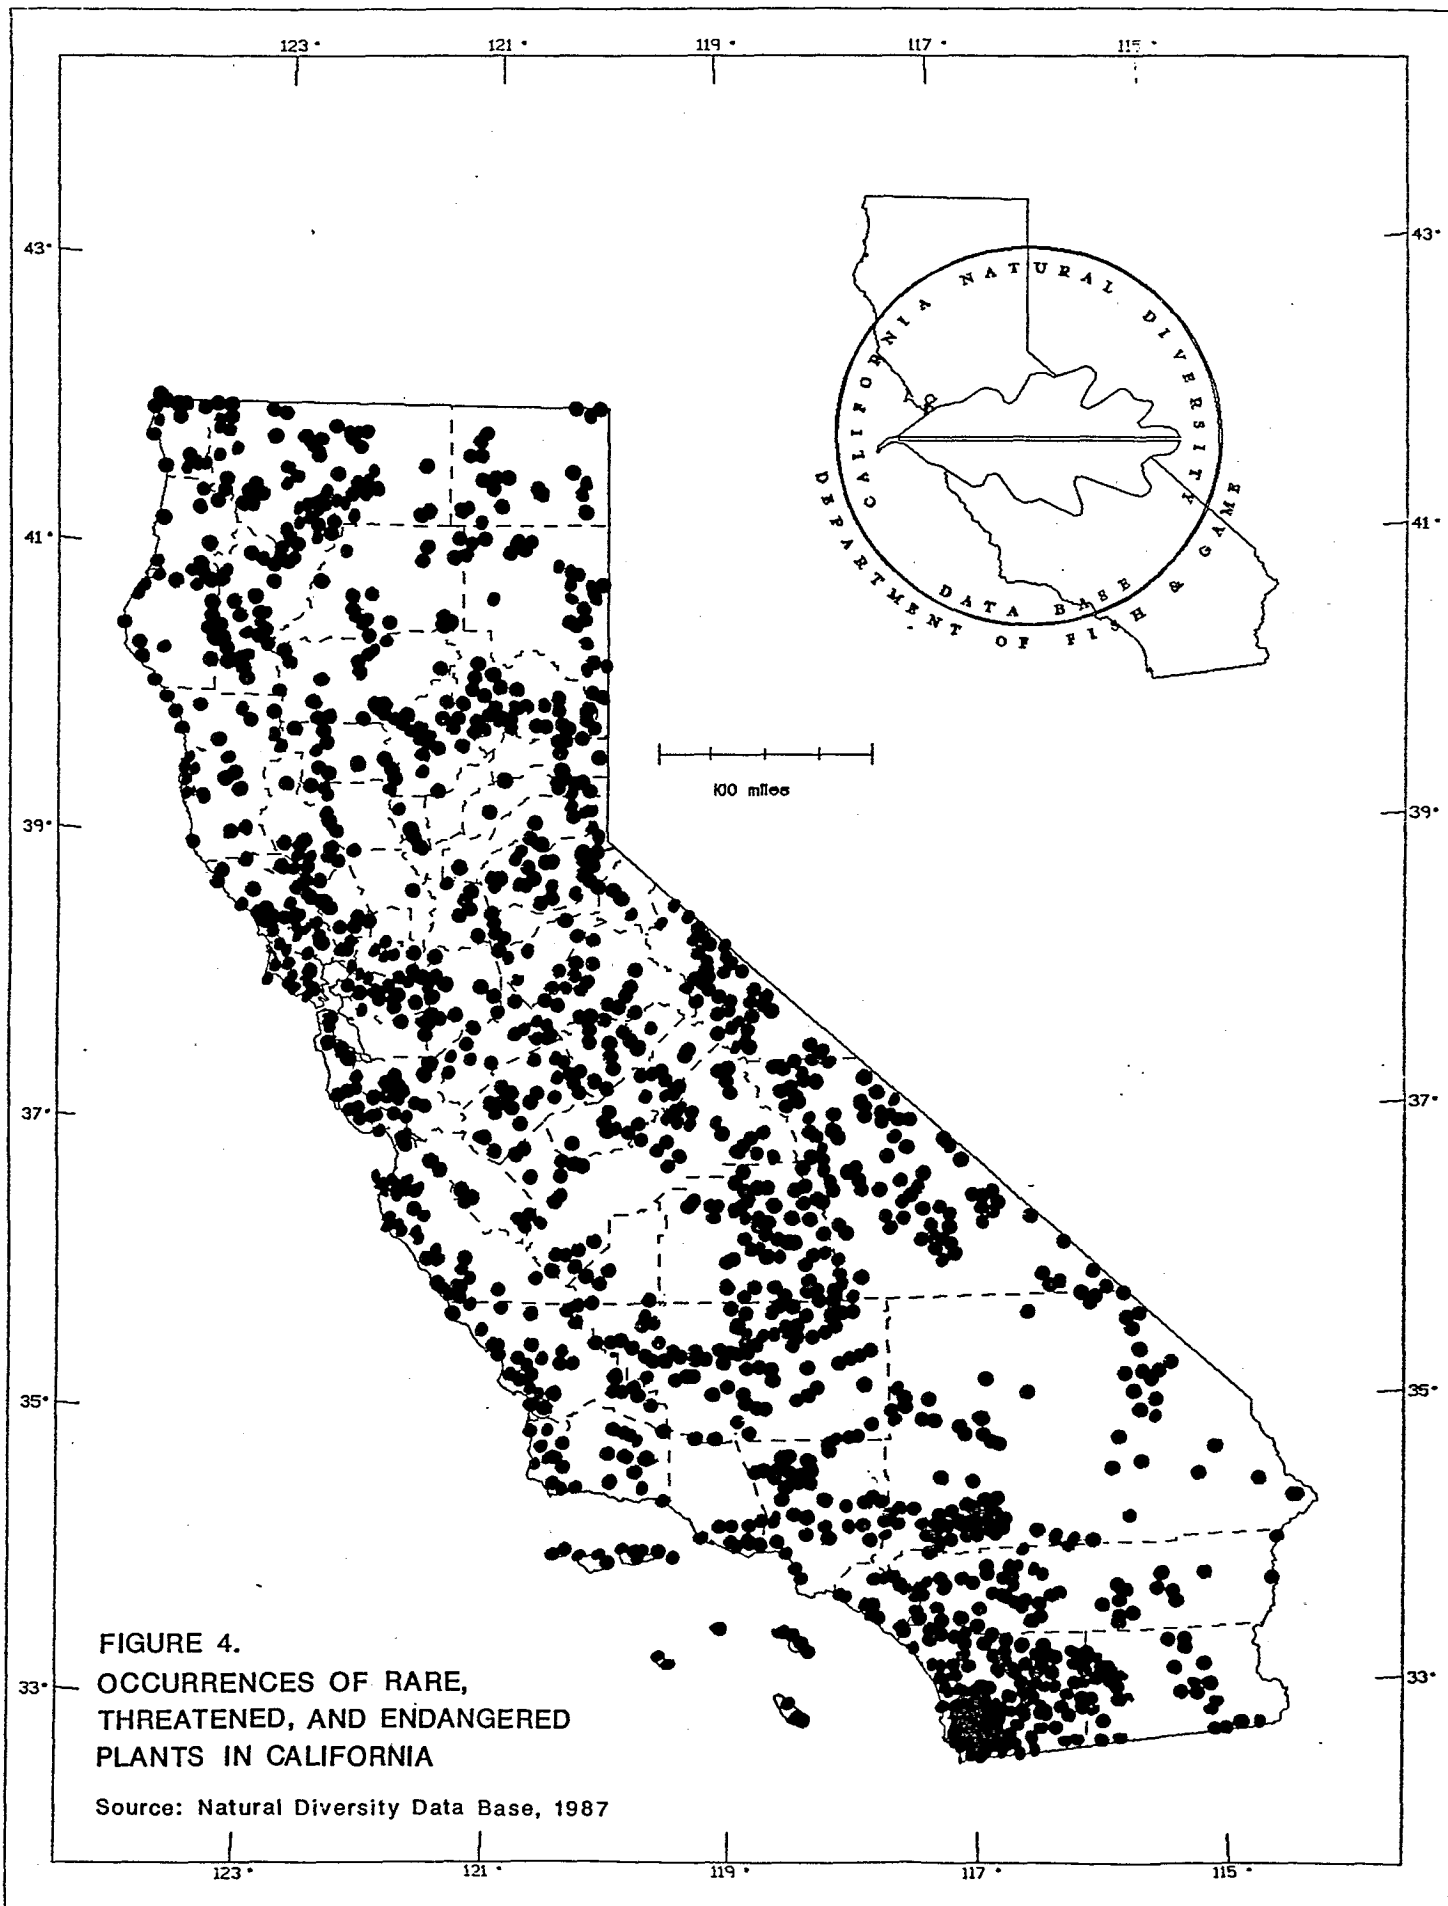 123° 121° 119° 117° 115°
43° 43°
CALIFORNIA NATURAL DIVERSITY
DATA BASE
DEPARTMENT OF FISH & GAME
41° 41°
100 miles
39° 39°
37° 37°
35° 35°
33° 33°
FIGURE 4.
OCCURRENCES OF RARE,
THREATENED, AND ENDANGERED
PLANTS IN CALIFORNIA
Source: Natural Diversity Data Base, 1987
123° 121° 119° 117° 115°